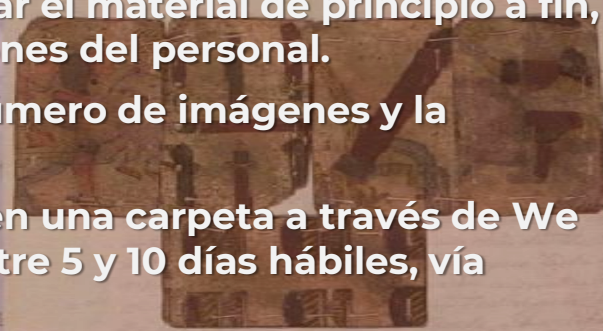 ar el material de principio a fin,
nes del personal.
úmero de imágenes y la
en una carpeta a través de We
tre 5 y 10 días hábiles, vía